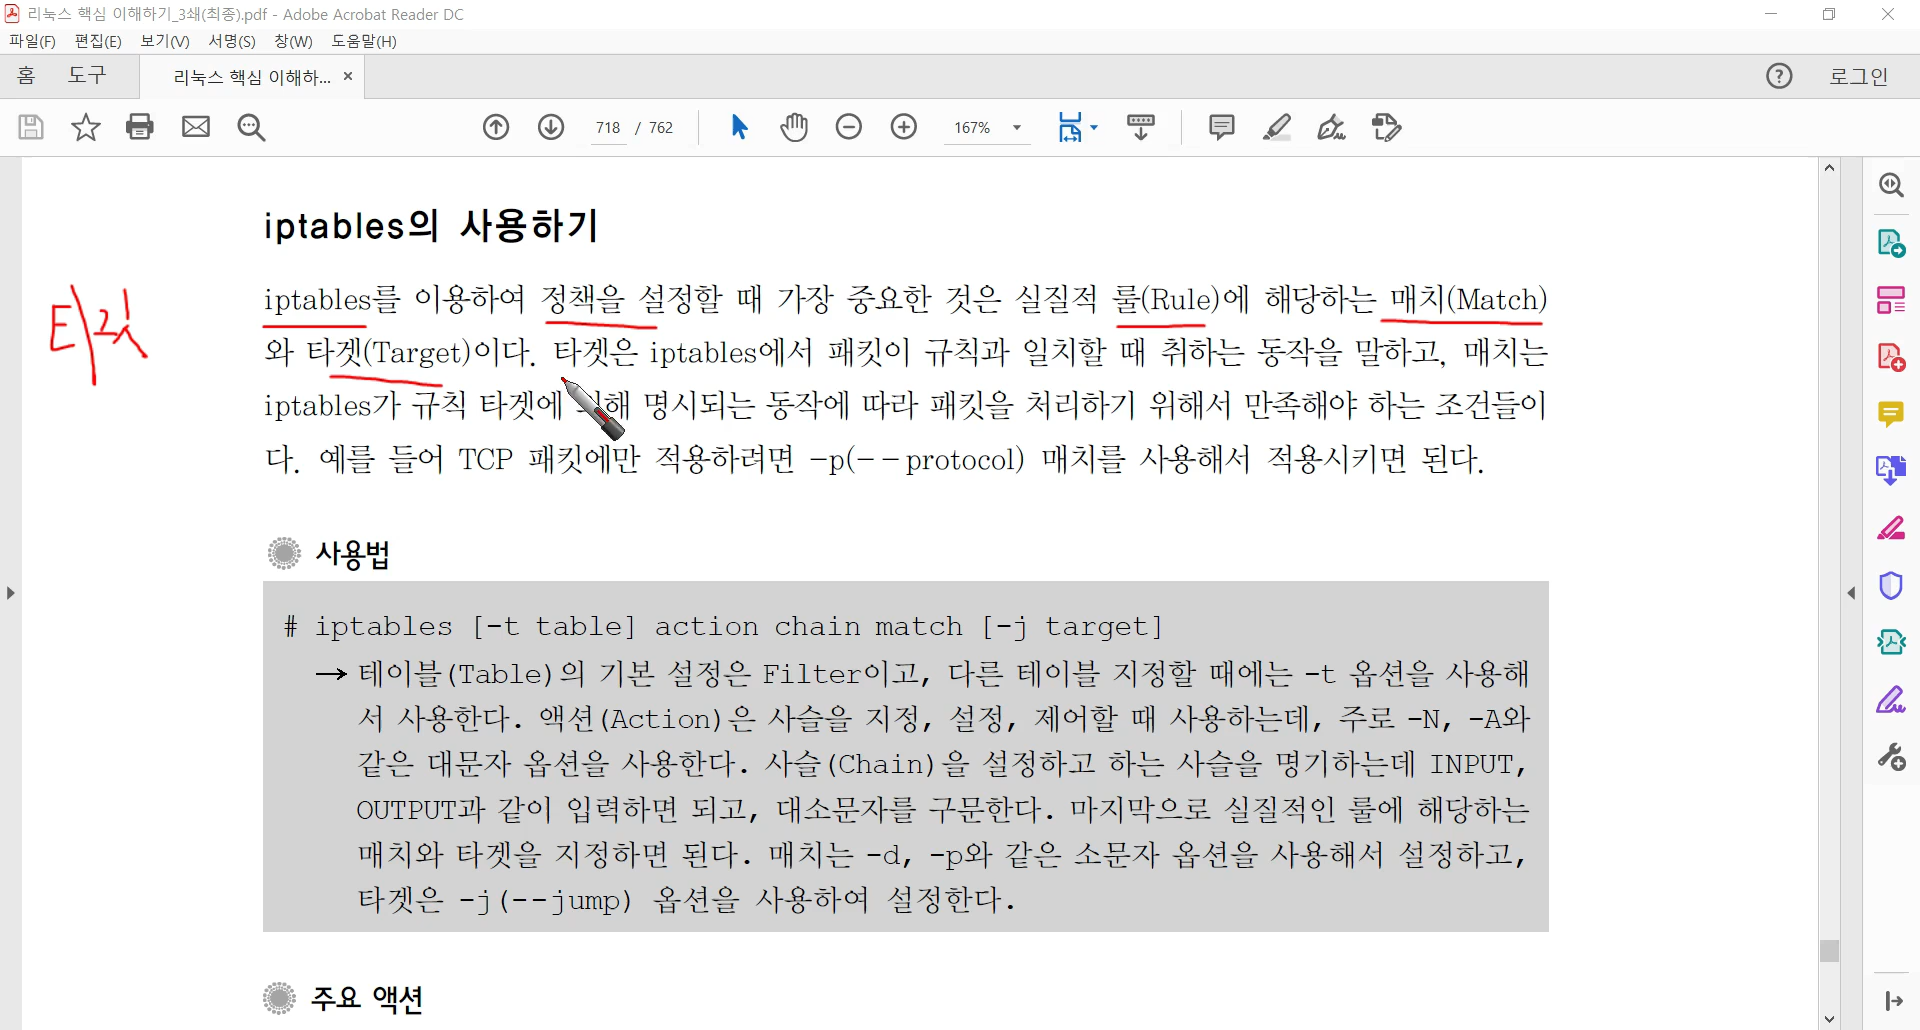 리눅스 핵심 이해하기_3쇄(최종).pdf - Adobe Acrobat Reader DC
파일(F) 편집(E) 보기(V) 서명(S) 창(W) 도움말(H)
홈 도구 리눅스 핵심 이해하... × 로그인
718 / 762 167%
iptables의 사용하기
iptables를 이용하여 정책을 설정할 때 가장 중요한 것은 실질적 룰(Rule)에 해당하는 매치(Match)
와 타겟(Target)이다. 타겟은 iptables에서 패킷이 규칙과 일치할 때 취하는 동작을 말하고, 매치는
iptables가 규칙 타겟에 해 명시되는 동작에 따라 패킷을 처리하기 위해서 만족해야 하는 조건들이
다. 예를 들어 TCP 패킷에만 적용하려면 -p(--protocol) 매치를 사용해서 적용시키면 된다.
타겟
사용법
# iptables [-t table] action chain match [-j target]
→ 테이블(Table)의 기본 설정은 Filter이고, 다른 테이블 지정할 때에는 -t 옵션을 사용해
서 사용한다. 액션(Action)은 사슬을 지정, 설정, 제어할 때 사용하는데, 주로 -N, -A와
같은 대문자 옵션을 사용한다. 사슬(Chain)을 설정하고 하는 사슬을 명기하는데 INPUT,
OUTPUT과 같이 입력하면 되고, 대소문자를 구문한다. 마지막으로 실질적인 룰에 해당하는
매치와 타겟을 지정하면 된다. 매치는 -d, -p와 같은 소문자 옵션을 사용해서 설정하고,
타겟은 -j(--jump) 옵션을 사용하여 설정한다.
주요 액션